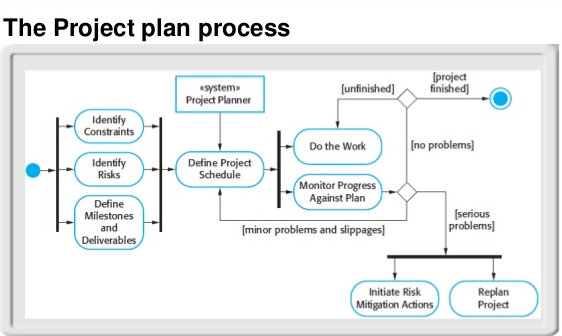 The Project plan process
«system»
Project Planner
[unfinished]
[project
finished]
Identify
Constraints
Identify
Risks
Define
Milestones
and
Deliverables
Define Project
Schedule
Do the Work
[no problems]
Monitor Progress
Against Plan
[minor problems and slippages]
[serious
problems]
Initiate Risk
Mitigation Actions
Replan
Project